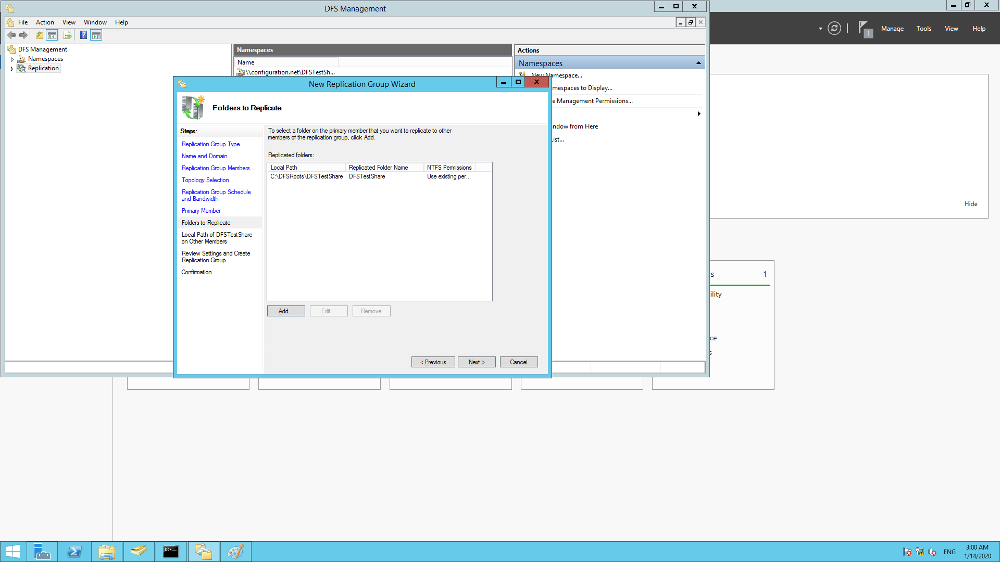 DFS Management
File Action View Window Help
Manage Tools View Help
1
DFS Management
Namespaces
Replication
Namespaces
Name
\\configuration.net\DFSTestSh...
Actions
Namespaces
New Namespace...
mespaces to Display...
e Management Permissions...
ndow from Here
ist...
New Replication Group Wizard
Folders to Replicate
Steps:
Replication Group Type
Name and Domain
Replication Group Members
Topology Selection
Replication Group Schedule
and Bandwidth
Primary Member
Folders to Replicate
Local Path of DFSTestShare
on Other Members
Review Settings and Create
Replication Group
Confirmation
To select a folder on the primary member that you want to replicate to other
members of the replication group, click Add.
Replicated folders:
Local Path Replicated Folder Name NTFS Permissions
C:\DFSRoots\DFSTestShare DFSTestShare Use existing per...
Add... Edit... Remove
< Previous Next > Cancel
Hide
rs 1
ility
ce
s
C:\_
ENG
3:00 AM
1/14/2020